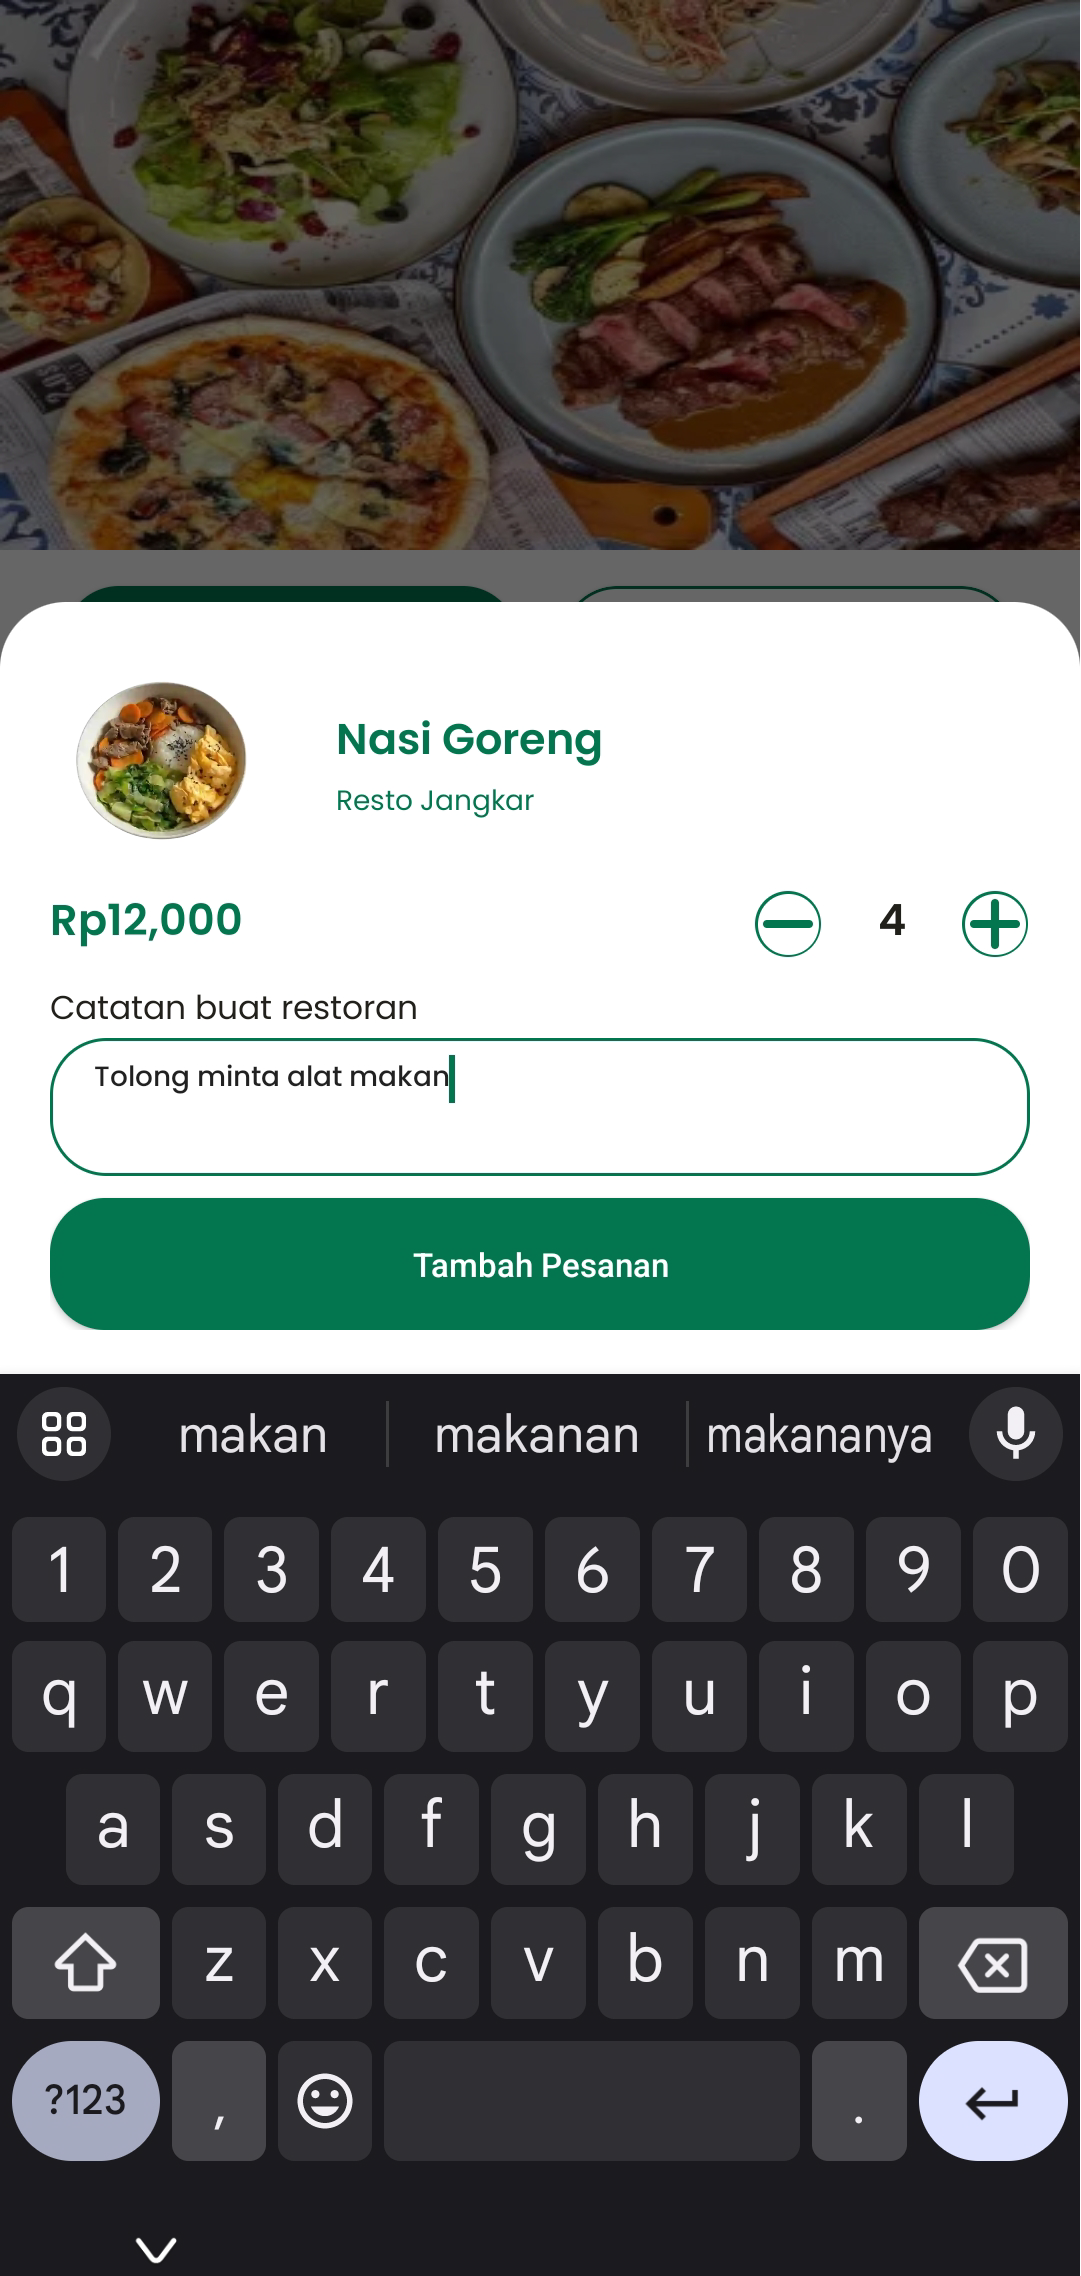 Nasi Goreng
Resto Jangkar
Rp12,000
4
Catatan buat restoran
Tolong minta alat makan
Tambah Pesanan
makan makanan makananya
1 2 3 4 5 6 7 8 9 0
q w e r t y u i o p
a s d f g h j k l
z x c v b n m
?123 , .